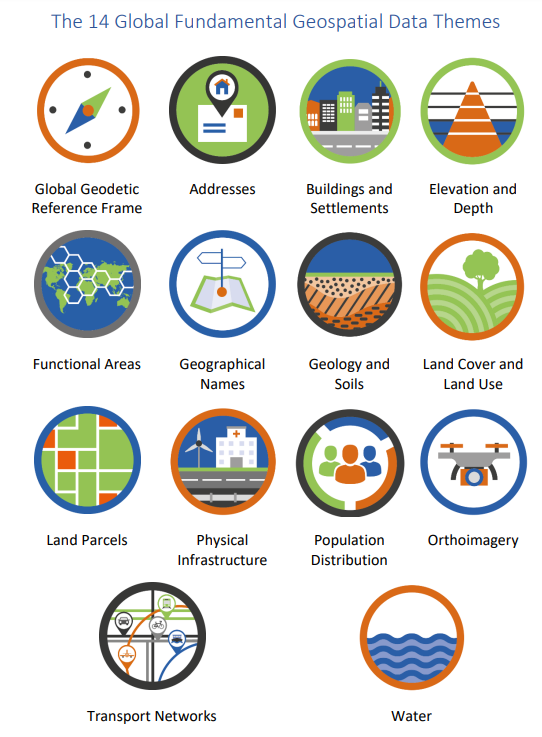 The 14 Global Fundamental Geospatial Data Themes
Global Geodetic
Reference Frame
Addresses
Buildings and
Settlements
Elevation and
Depth
Functional Areas
Geographical
Names
Geology and
Soils
Land Cover and
Land Use
Land Parcels
Physical
Infrastructure
Population
Distribution
Orthoimagery
Transport Networks
Water